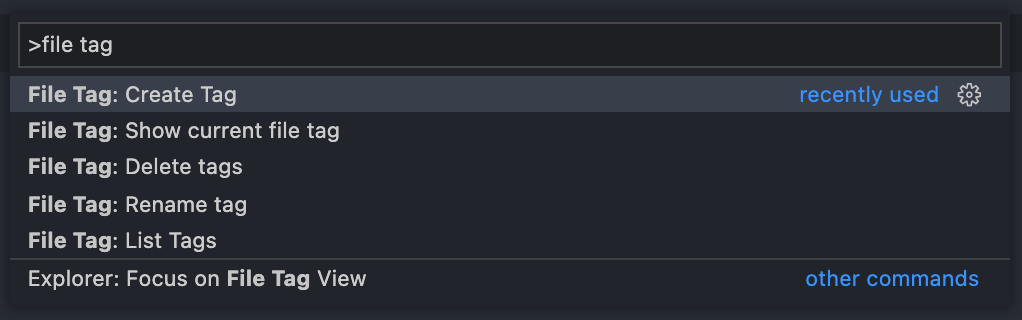 >file tag
File Tag: Create Tag recently used
File Tag: Show current file tag
File Tag: Delete tags
File Tag: Rename tag
File Tag: List Tags
Explorer: Focus on File Tag View other commands